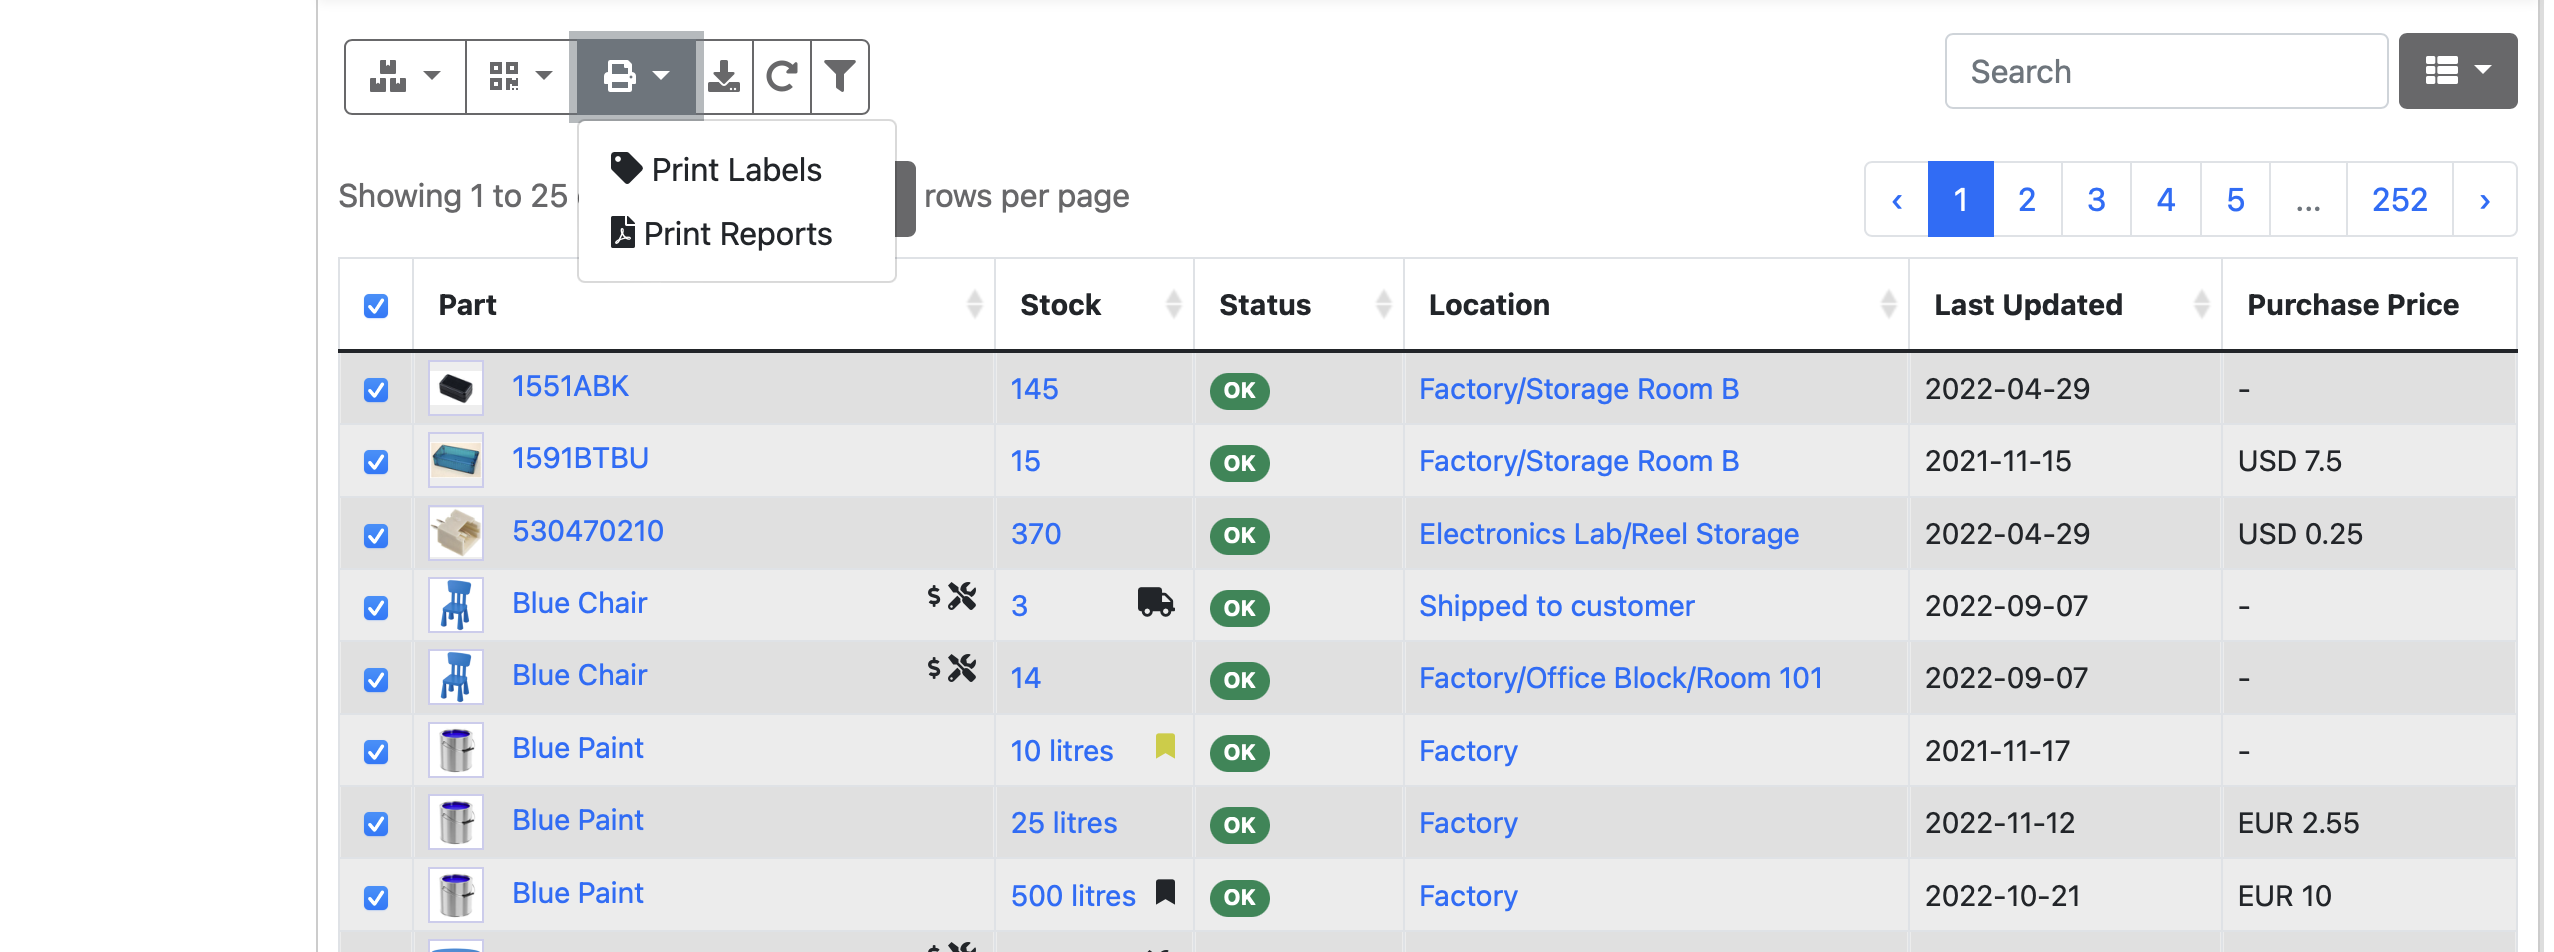 Search
Print Labels
Print Reports
Showing 1 to 25 rows per page
‹ 1 2 3 4 5 ... 252 ›
Part Stock Status Location Last Updated Purchase Price
1551ABK 145 OK Factory/Storage Room B 2022-04-29 -
1591BTBU 15 OK Factory/Storage Room B 2021-11-15 USD 7.5
530470210 370 OK Electronics Lab/Reel Storage 2022-04-29 USD 0.25
Blue Chair $ 3 OK Shipped to customer 2022-09-07 -
Blue Chair $ 14 OK Factory/Office Block/Room 101 2022-09-07 -
Blue Paint 10 litres OK Factory 2021-11-17 -
Blue Paint 25 litres OK Factory 2022-11-12 EUR 2.55
Blue Paint 500 litres OK Factory 2022-10-21 EUR 10